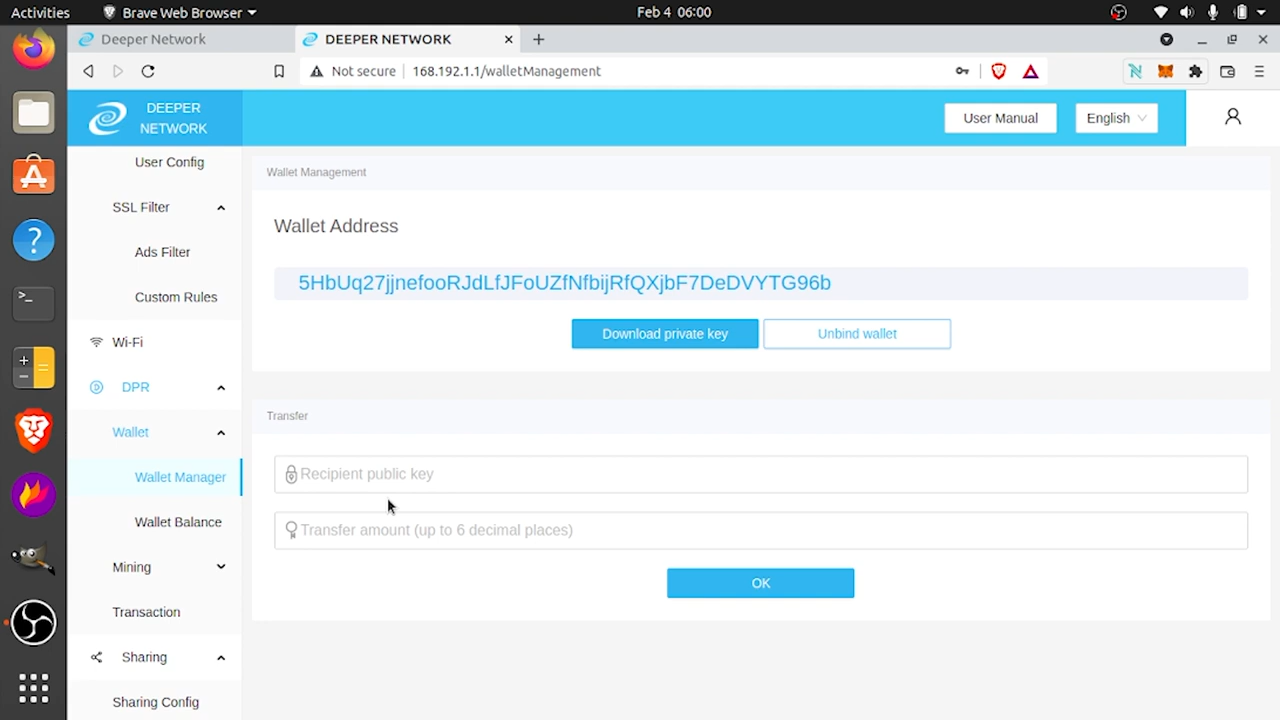 Activities
Brave Web Browser
Feb 4 06:00
Deeper Network
DEEPER NETWORK
Not secure
168.192.1.1/walletManagement
DEEPER
NETWORK
User Manual
English
User Config
SSL Filter
Ads Filter
Custom Rules
Wi-Fi
DPR
Wallet
Wallet Manager
Wallet Balance
Mining
Transaction
Sharing
Sharing Config
Wallet Management
Wallet Address
5HbUq27jjnefooRJdLfJFoUZfNfbijRfQXjbF7DeDVYTG96b
Download private key
Unbind wallet
Transfer
Recipient public key
Transfer amount (up to 6 decimal places)
OK